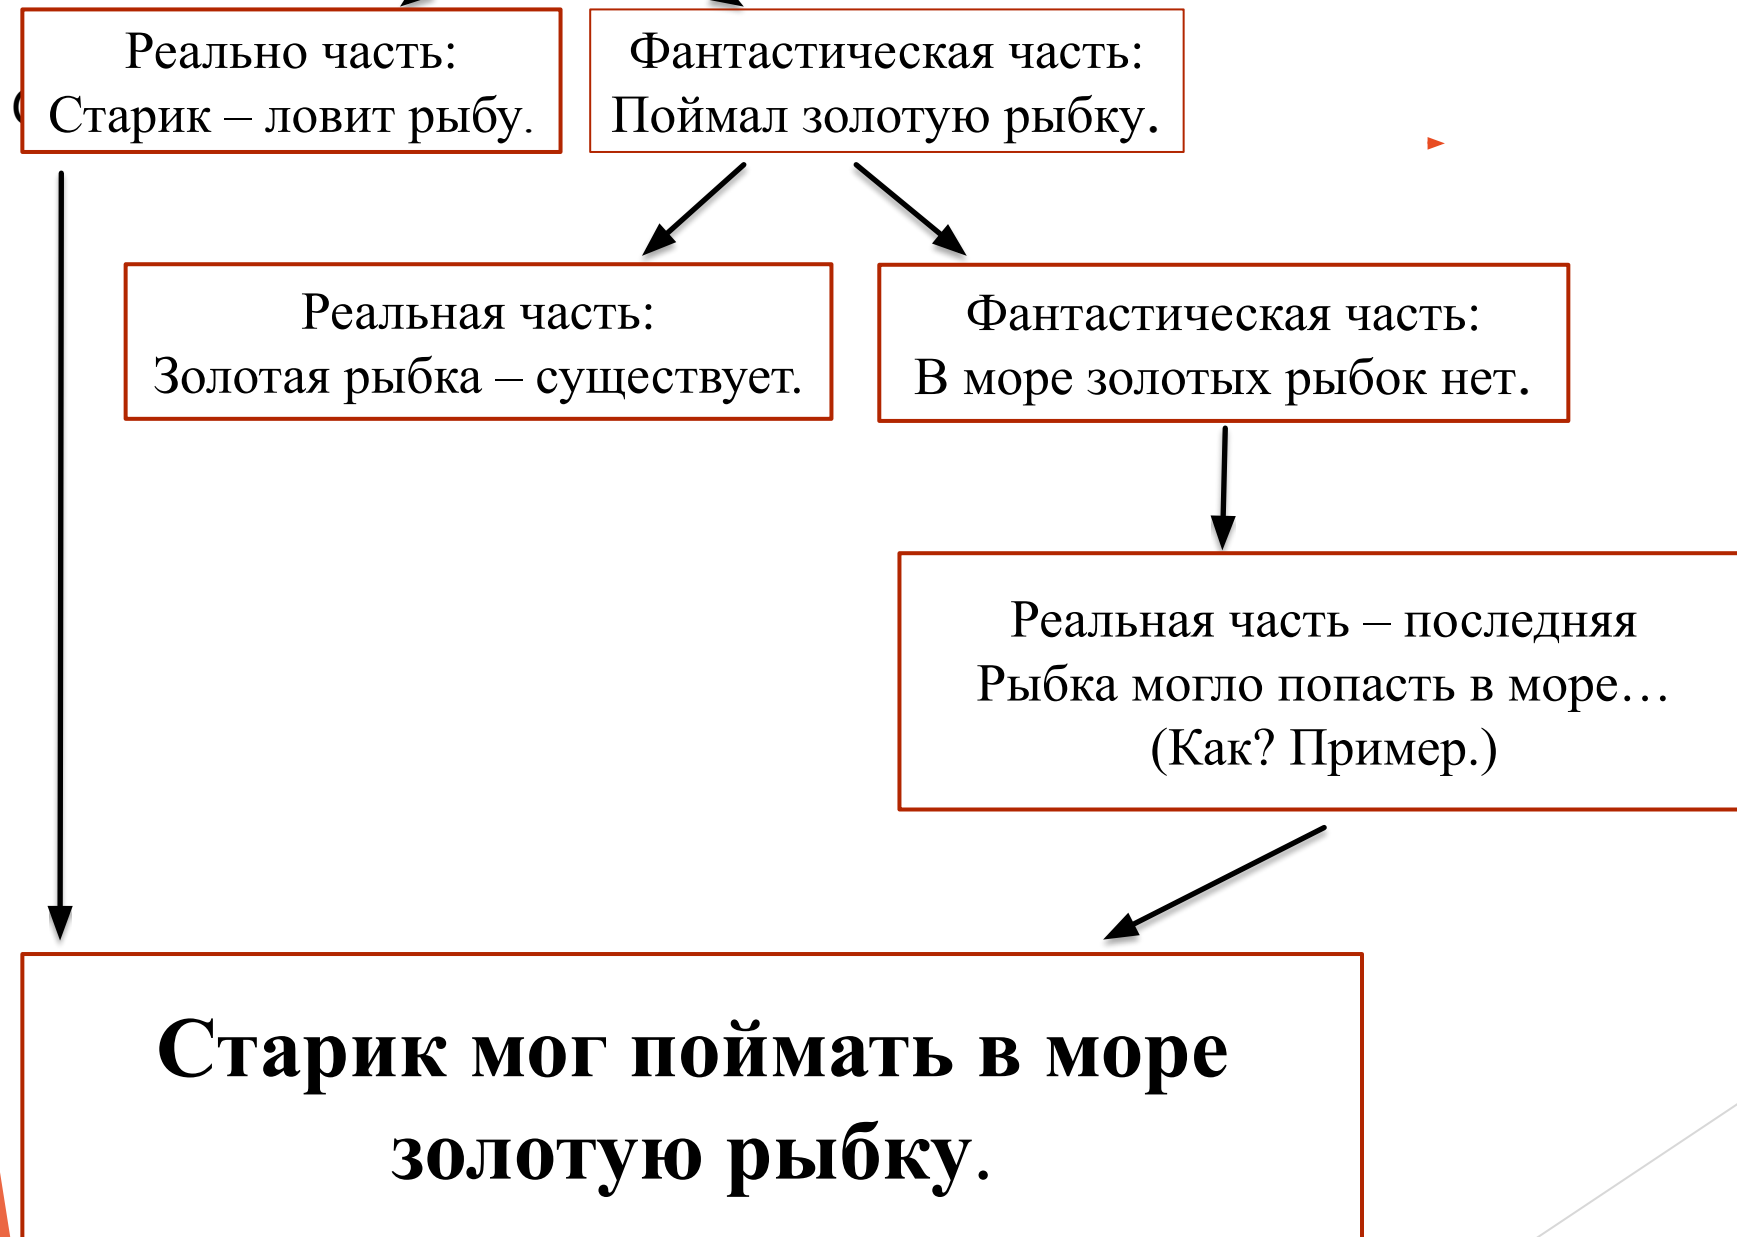 Реально часть:
Старик – ловит рыбу.
Фантастическая часть:
Поймал золотую рыбку.
Реальная часть:
Золотая рыбка – существует.
Фантастическая часть:
В море золотых рыбок нет.
Реальная часть – последняя
Рыбка могло попасть в море…
(Как? Пример.)
Старик мог поймать в море
золотую рыбку.